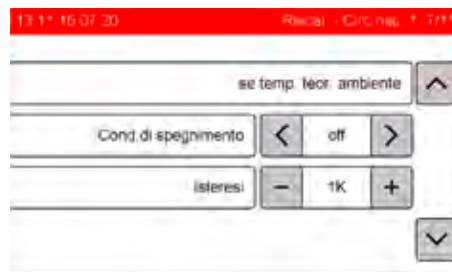 se temp. teor. ambiente
Cond.di spegnimento < off >
isteresi − 1K +